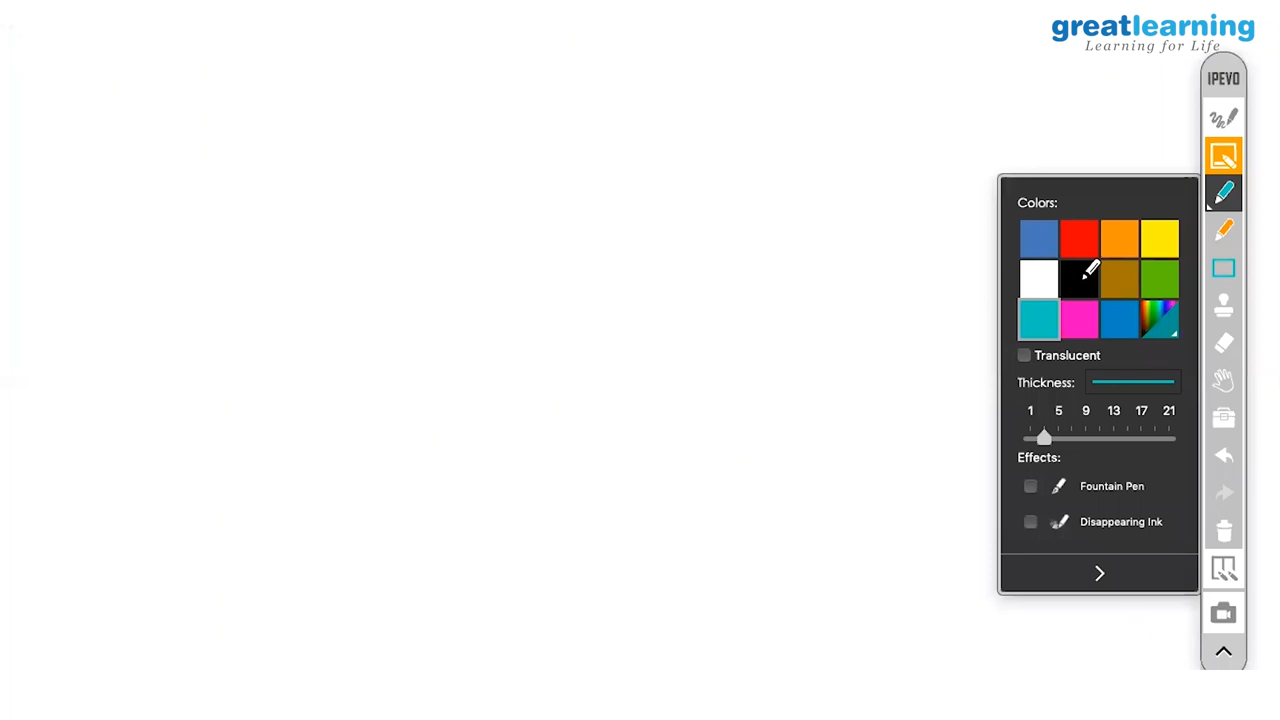 greatlearning
Learning for Life
IPEVO
Colors:
Translucent
Thickness:
1 5 9 13 17 21
Effects:
Fountain Pen
Disappearing Ink